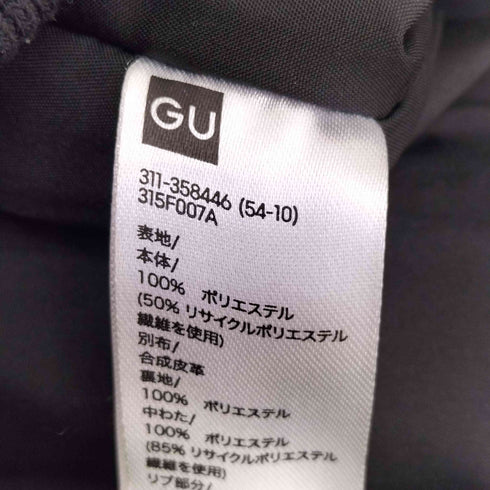 GU
311-358446 (54-10)
315F007A
表地/
本体/
100% ポリエステル
(50% リサイクルポリエステル
繊維を使用)
別布/
合成皮革
裏地/
100% ポリエステル
中わた/
100% ポリエステル
(85% リサイクルポリエステル
繊維を使用)
リブ部分/